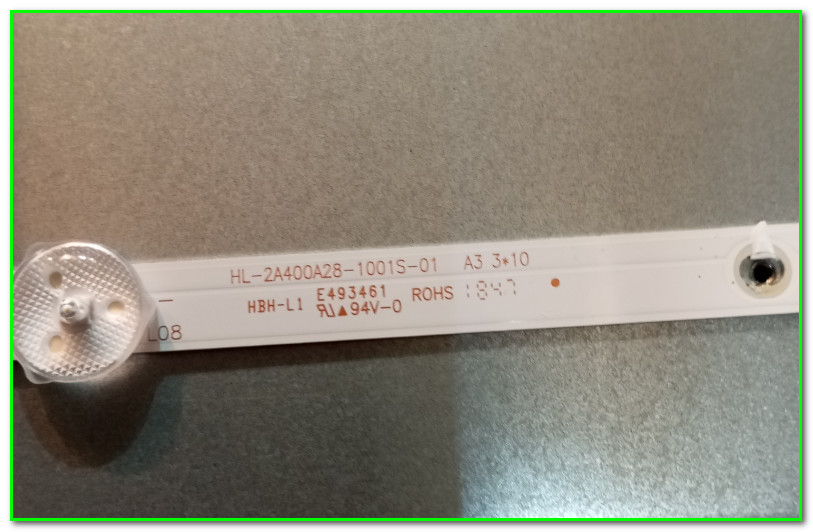 HL-2A400A28-1001S-01 A3 3*10
HBH-L1 E493461 ROHS 1847
94V-0
L08